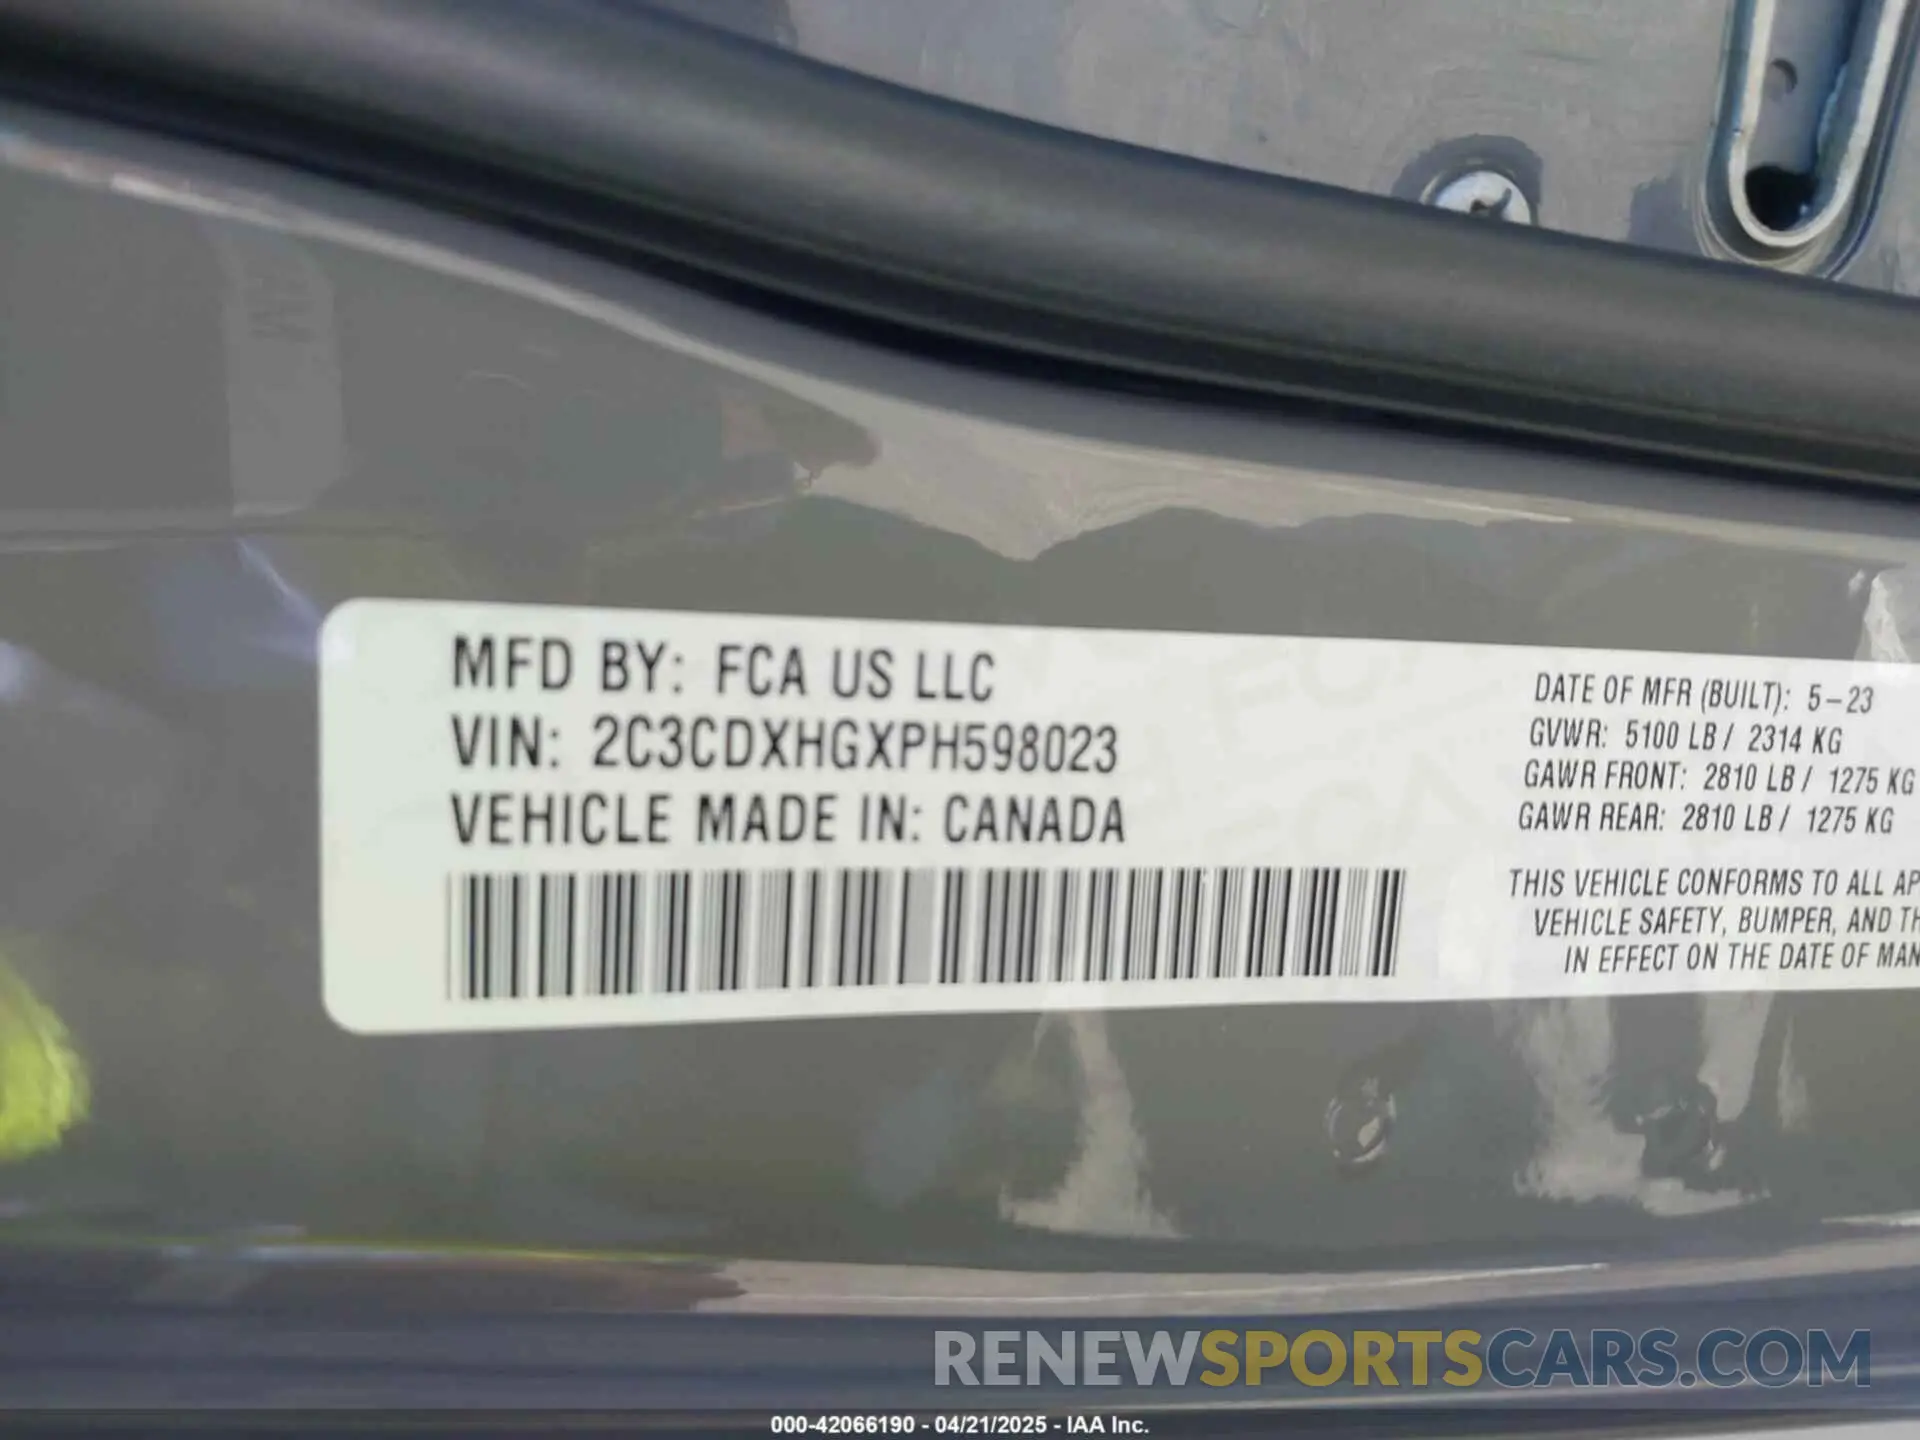 MFD BY: FCA US LLC
VIN: 2C3CDXHGXPH598023
VEHICLE MADE IN: CANADA
DATE OF MFR (BUILT): 5-23
GVWR: 5100 LB / 2314 KG
GAWR FRONT: 2810 LB / 1275 KG
GAWR REAR: 2810 LB / 1275 KG
THIS VEHICLE CONFORMS TO ALL AP
VEHICLE SAFETY, BUMPER, AND TH
IN EFFECT ON THE DATE OF MAN
RENEWSPORTSCARS.COM
000-42066190 - 04/21/2025 - IAA Inc.